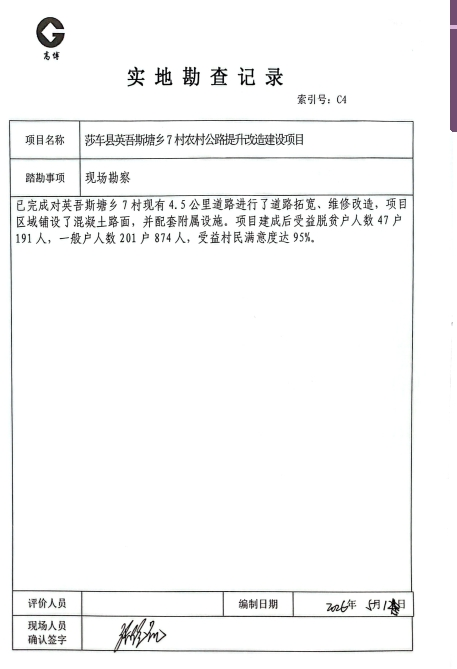 高博
实地勘查记录
索引号：C4
项目名称 莎车县英吾斯塘乡7村农村公路提升改造建设项目
踏勘事项 现场勘察
已完成对英吾斯塘乡7村现有4.5公里道路进行了道路拓宽、维修改造，项目
区域铺设了混凝土路面，并配套附属设施。项目建成后受益脱贫户人数47户
191人，一般户人数201户874人，受益村民满意度达95%。
评价人员 编制日期 2026年 5月12日
现场人员
确认签字